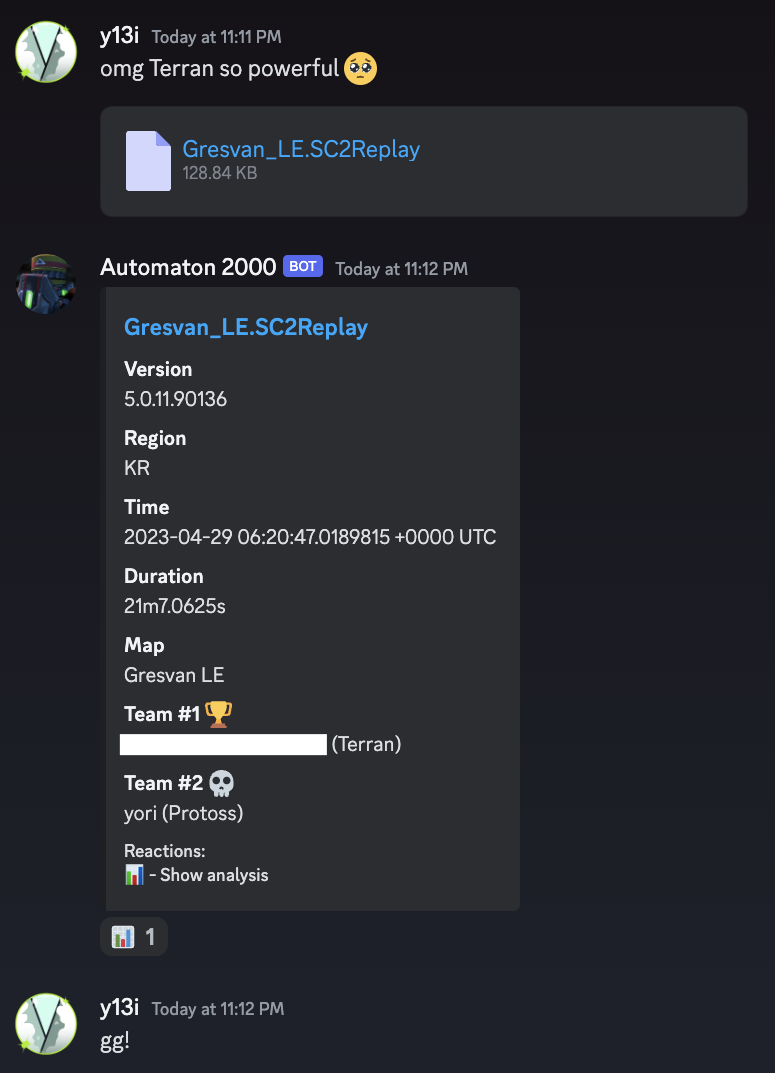 y13i Today at 11:11 PM
omg Terran so powerful 🥺
Gresvan_LE.SC2Replay
128.84 KB
Automaton 2000 BOT Today at 11:12 PM
Gresvan_LE.SC2Replay
Version
5.0.11.90136
Region
KR
Time
2023-04-29 06:20:47.0189815 +0000 UTC
Duration
21m7.0625s
Map
Gresvan LE
Team #1 🏆
(Terran)
Team #2 💀
yori (Protoss)
Reactions:
📊 - Show analysis
📊 1
y13i Today at 11:12 PM
gg!